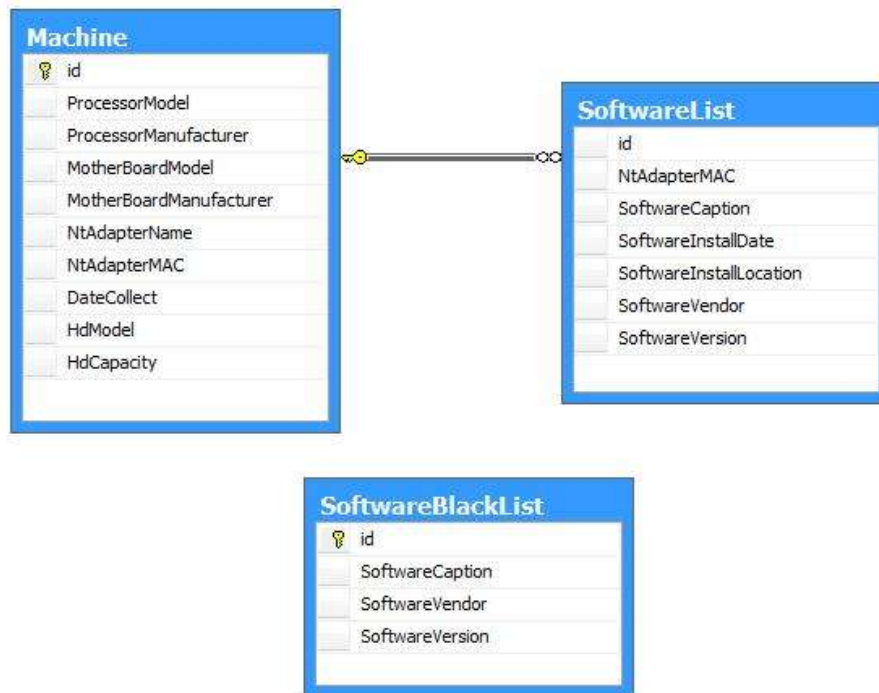 Machine
id
ProcessorModel
ProcessorManufacturer
MotherBoardModel
MotherBoardManufacturer
NtAdapterName
NtAdapterMAC
DateCollect
HdModel
HdCapacity
SoftwareList
id
NtAdapterMAC
SoftwareCaption
SoftwareInstallDate
SoftwareInstallLocation
SoftwareVendor
SoftwareVersion
SoftwareBlackList
id
SoftwareCaption
SoftwareVendor
SoftwareVersion